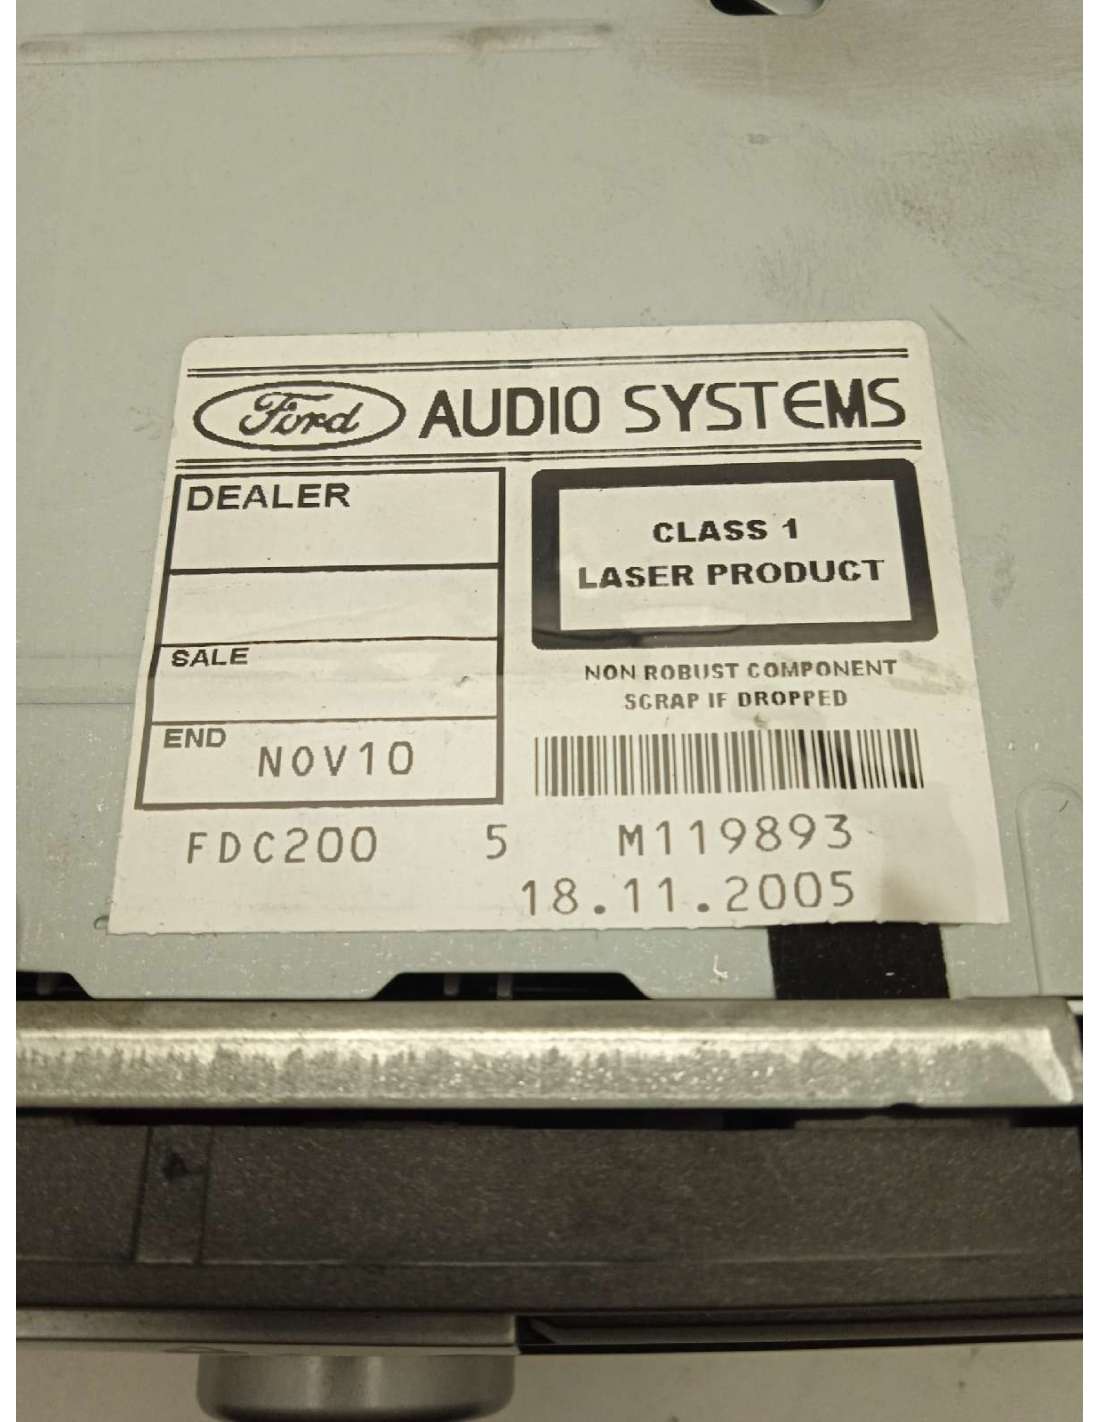 Ford AUDIO SYSTEMS
DEALER
SALE
END NOV10
CLASS 1
LASER PRODUCT
NON ROBUST COMPONENT
SCRAP IF DROPPED
FDC200 5 M119893
18.11.2005